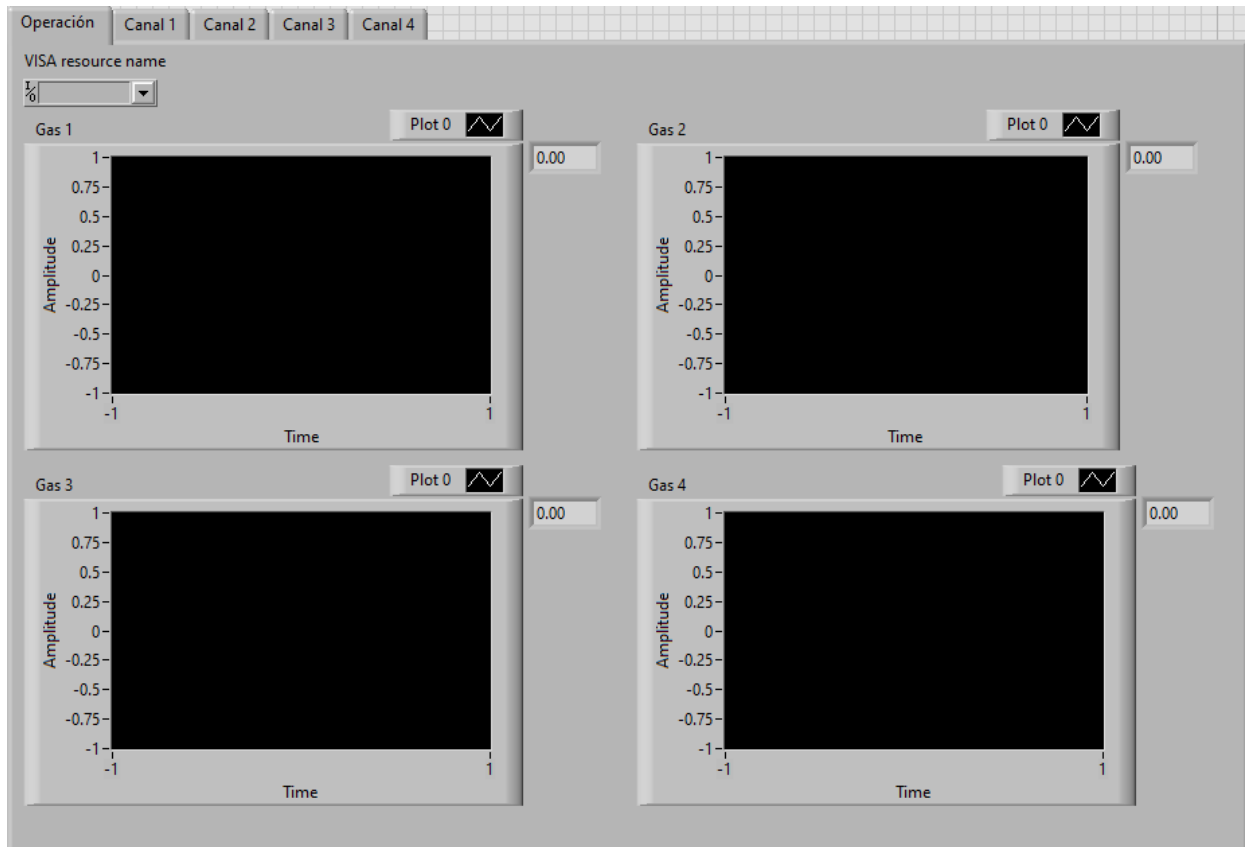 Operación Canal 1 Canal 2 Canal 3 Canal 4
VISA resource name
I/O
Gas 1 Plot 0
0.00
1
0.75
0.5
0.25
0
-0.25
-0.5
-0.75
-1
Amplitude
-1 1
Time
Gas 2 Plot 0
0.00
1
0.75
0.5
0.25
0
-0.25
-0.5
-0.75
-1
Amplitude
-1 1
Time
Gas 3 Plot 0
0.00
1
0.75
0.5
0.25
0
-0.25
-0.5
-0.75
-1
Amplitude
-1 1
Time
Gas 4 Plot 0
0.00
1
0.75
0.5
0.25
0
-0.25
-0.5
-0.75
-1
Amplitude
-1 1
Time